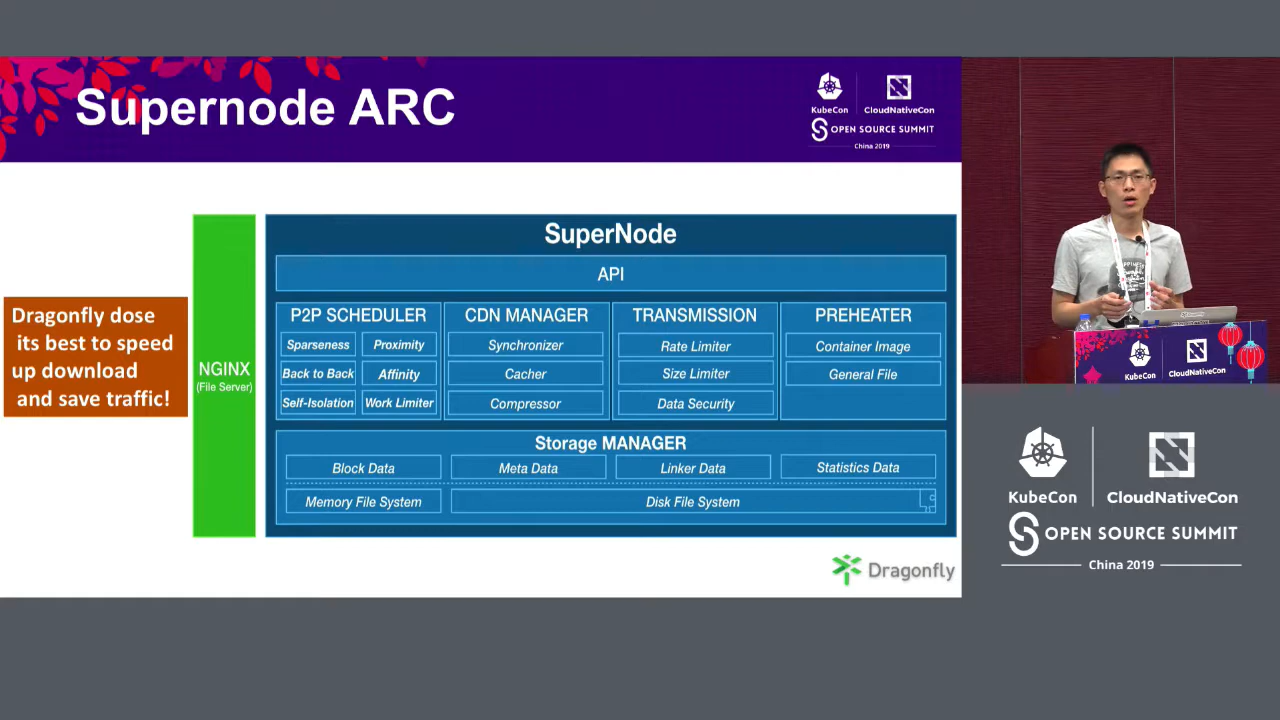 Supernode ARC
KubeCon
CloudNativeCon
OPEN SOURCE SUMMIT
China 2019
Dragonfly dose
its best to speed
up download
and save traffic!
NGINX
(File Server)
SuperNode
API
P2P SCHEDULER
Sparseness
Proximity
Back to Back
Affinity
Self-Isolation
Work Limiter
CDN MANAGER
Synchronizer
Cacher
Compressor
TRANSMISSION
Rate Limiter
Size Limiter
Data Security
PREHEATER
Container Image
General File
Storage MANAGER
Block Data
Meta Data
Linker Data
Statistics Data
Memory File System
Disk File System
Dragonfly
KubeCon
CloudNativeCon
KubeCon
CloudNativeCon
OPEN SOURCE SUMMIT
China 2019